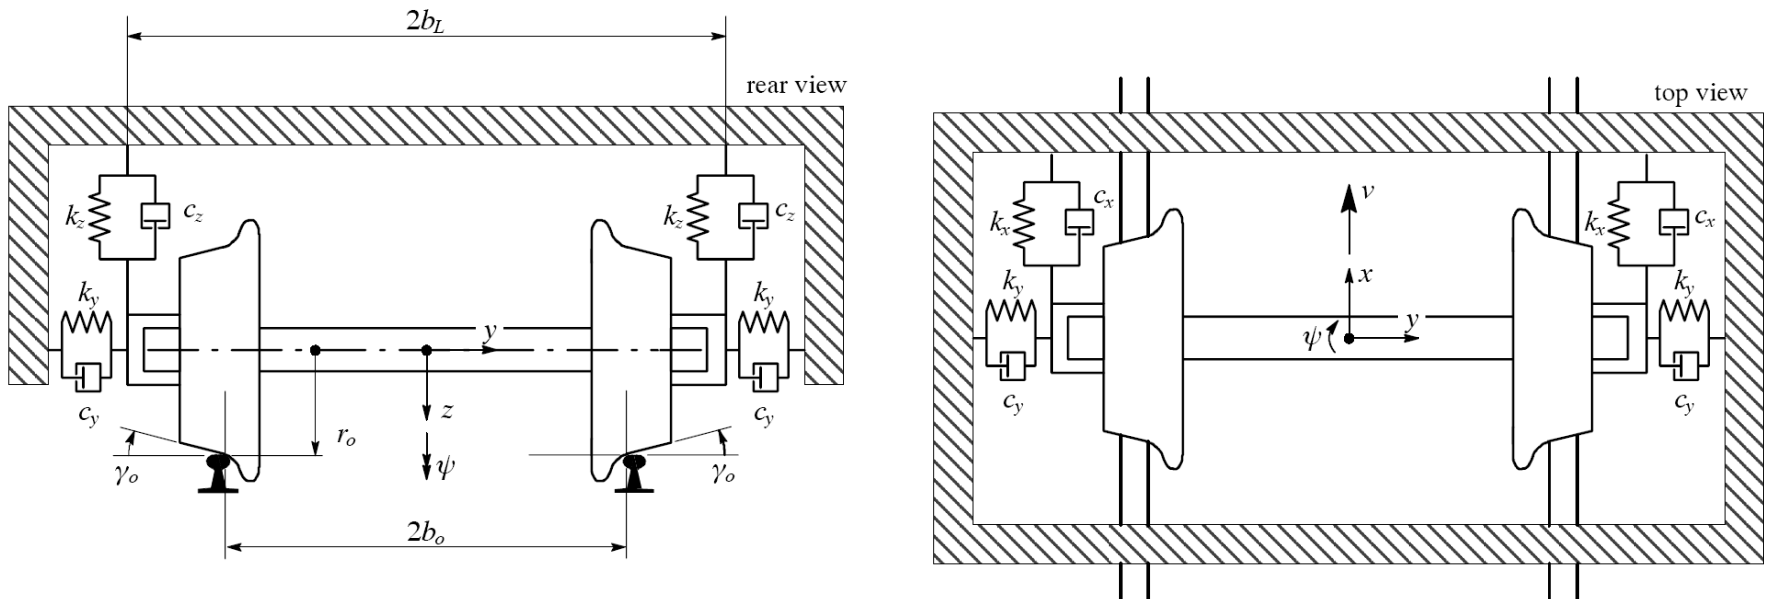 2b_L
rear view
k_z
c_z
k_z
c_z
k_y
y
k_y
c_y
z
c_y
r_o
γ_o
ψ
γ_o
2b_o
top view
v
k_x
c_x
k_x
c_x
k_y
x
k_y
ψ
y
c_y
c_y